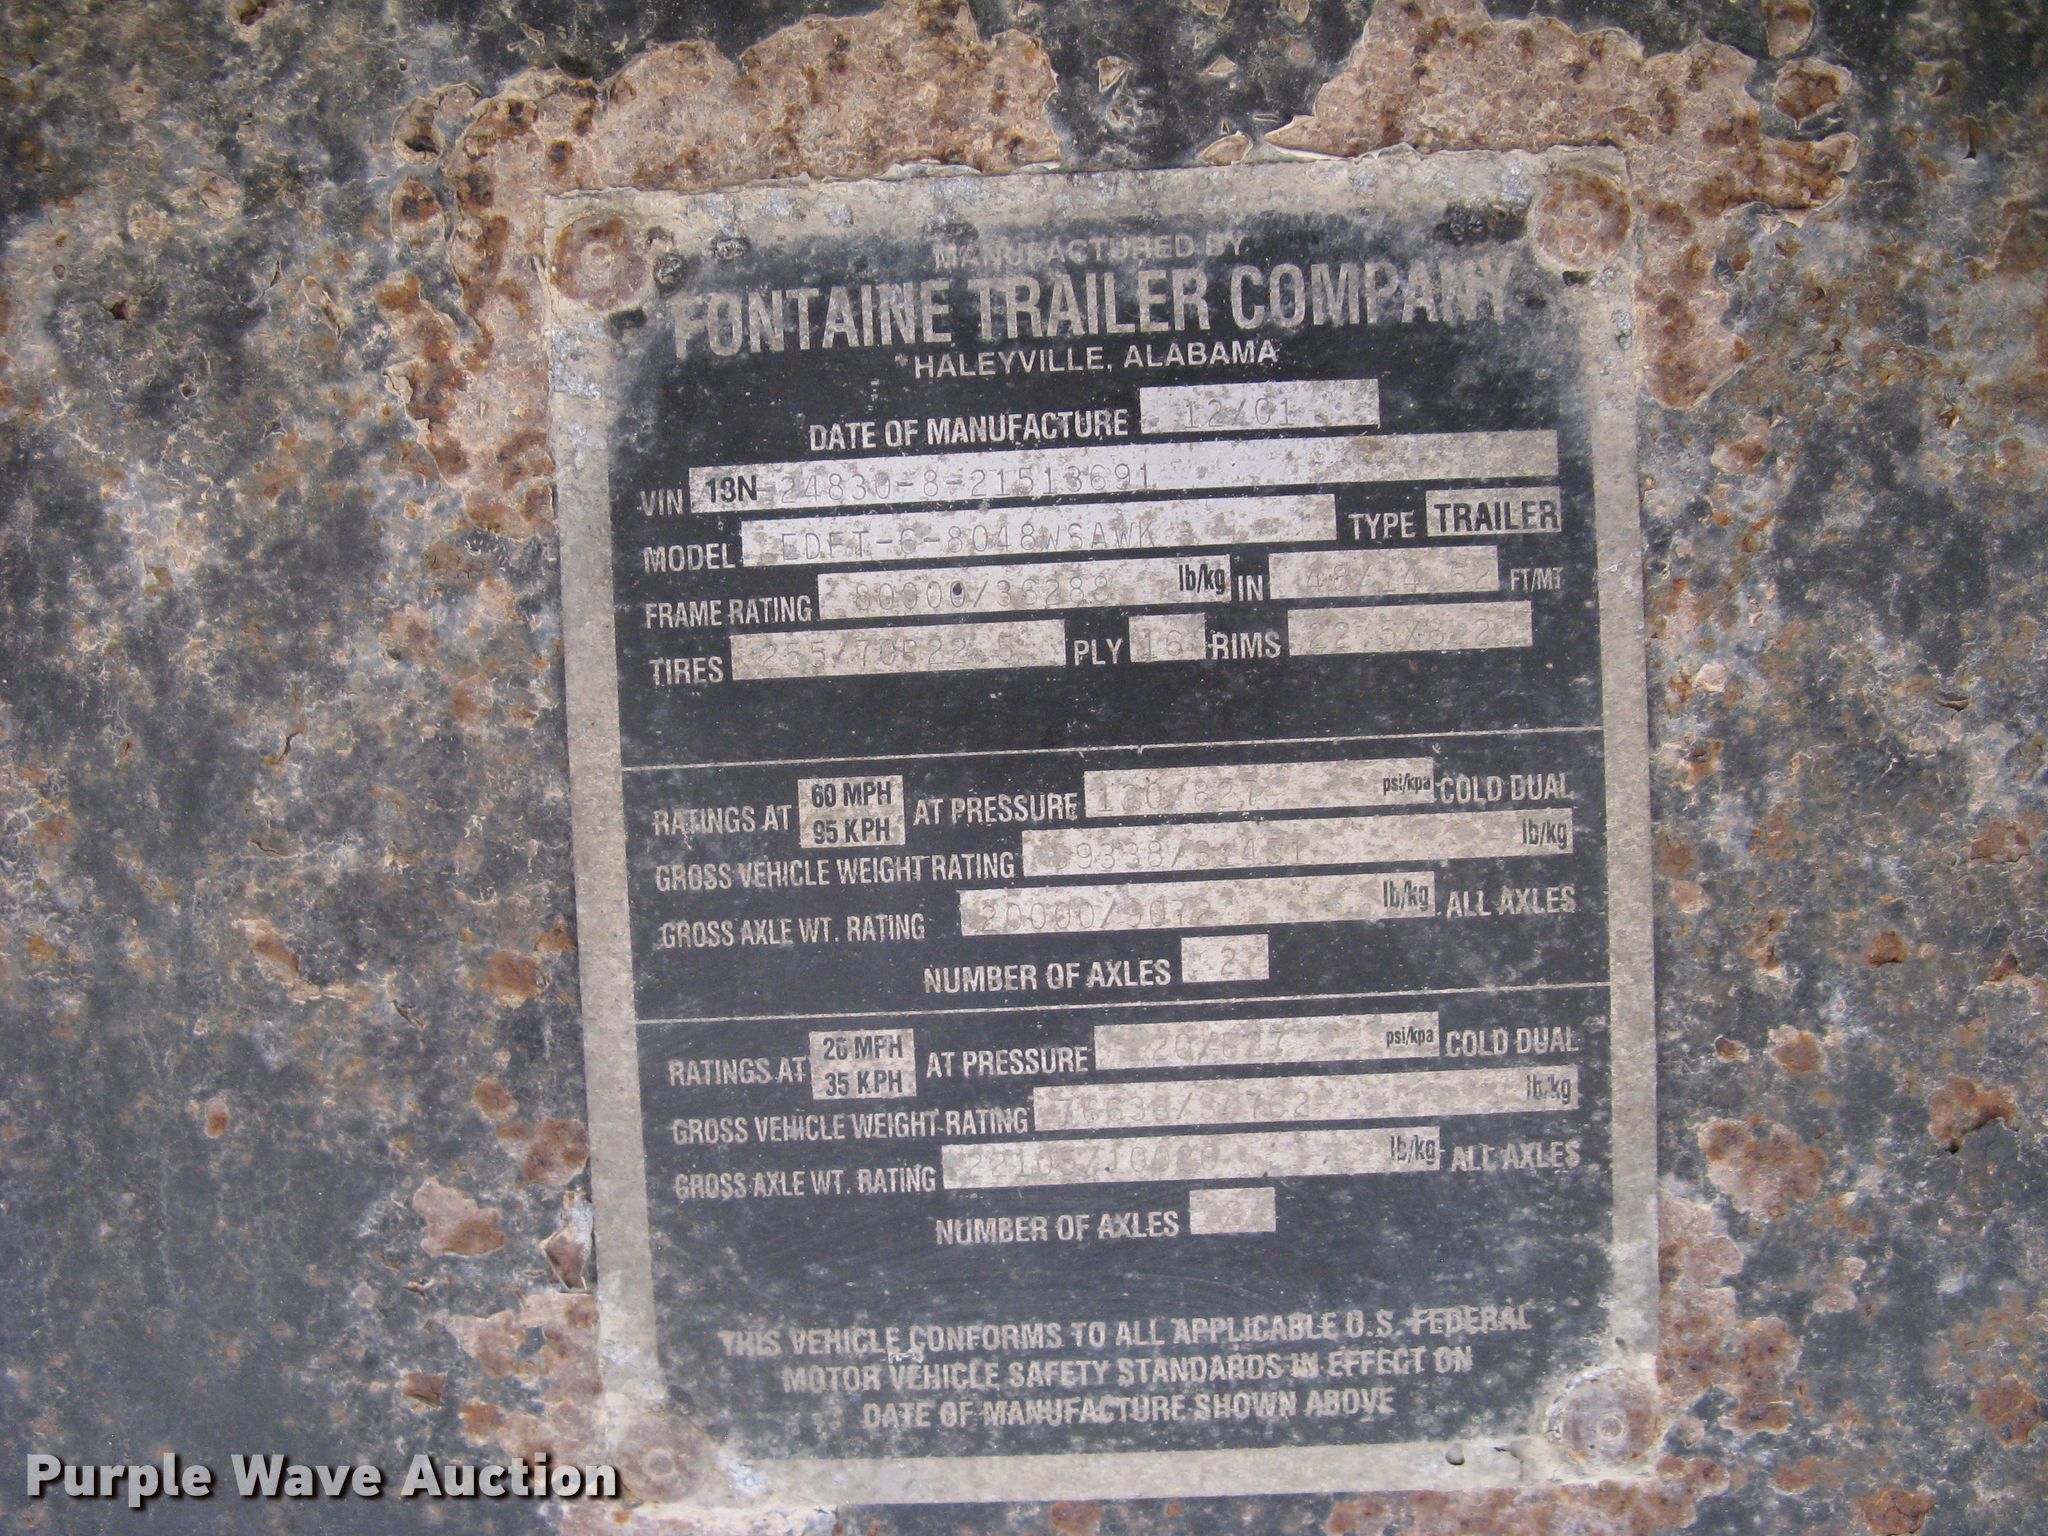 MANUFACTURED BY
FONTAINE TRAILER COMPANY
HALEYVILLE, ALABAMA
DATE OF MANUFACTURE 12/01
VIN 13N-24830-8-21513691
MODEL EDFT-6-8048WSAWK TYPE TRAILER
FRAME RATING 80000/36288 lb/kg IN FT/MT
TIRES PLY 16 RIMS
RATINGS AT 60 MPH 95 KPH AT PRESSURE 120/827 psi/kpa COLD DUAL
GROSS VEHICLE WEIGHT RATING lb/kg
GROSS AXLE WT. RATING 20000/9072 lb/kg ALL AXLES
NUMBER OF AXLES 2
RATINGS AT 20 MPH 35 KPH AT PRESSURE psi/kpa COLD DUAL
GROSS VEHICLE WEIGHT RATING lb/kg
GROSS AXLE WT. RATING lb/kg ALL AXLES
NUMBER OF AXLES
THIS VEHICLE CONFORMS TO ALL APPLICABLE U.S. FEDERAL
MOTOR VEHICLE SAFETY STANDARDS IN EFFECT ON
DATE OF MANUFACTURE SHOWN ABOVE
Purple Wave Auction